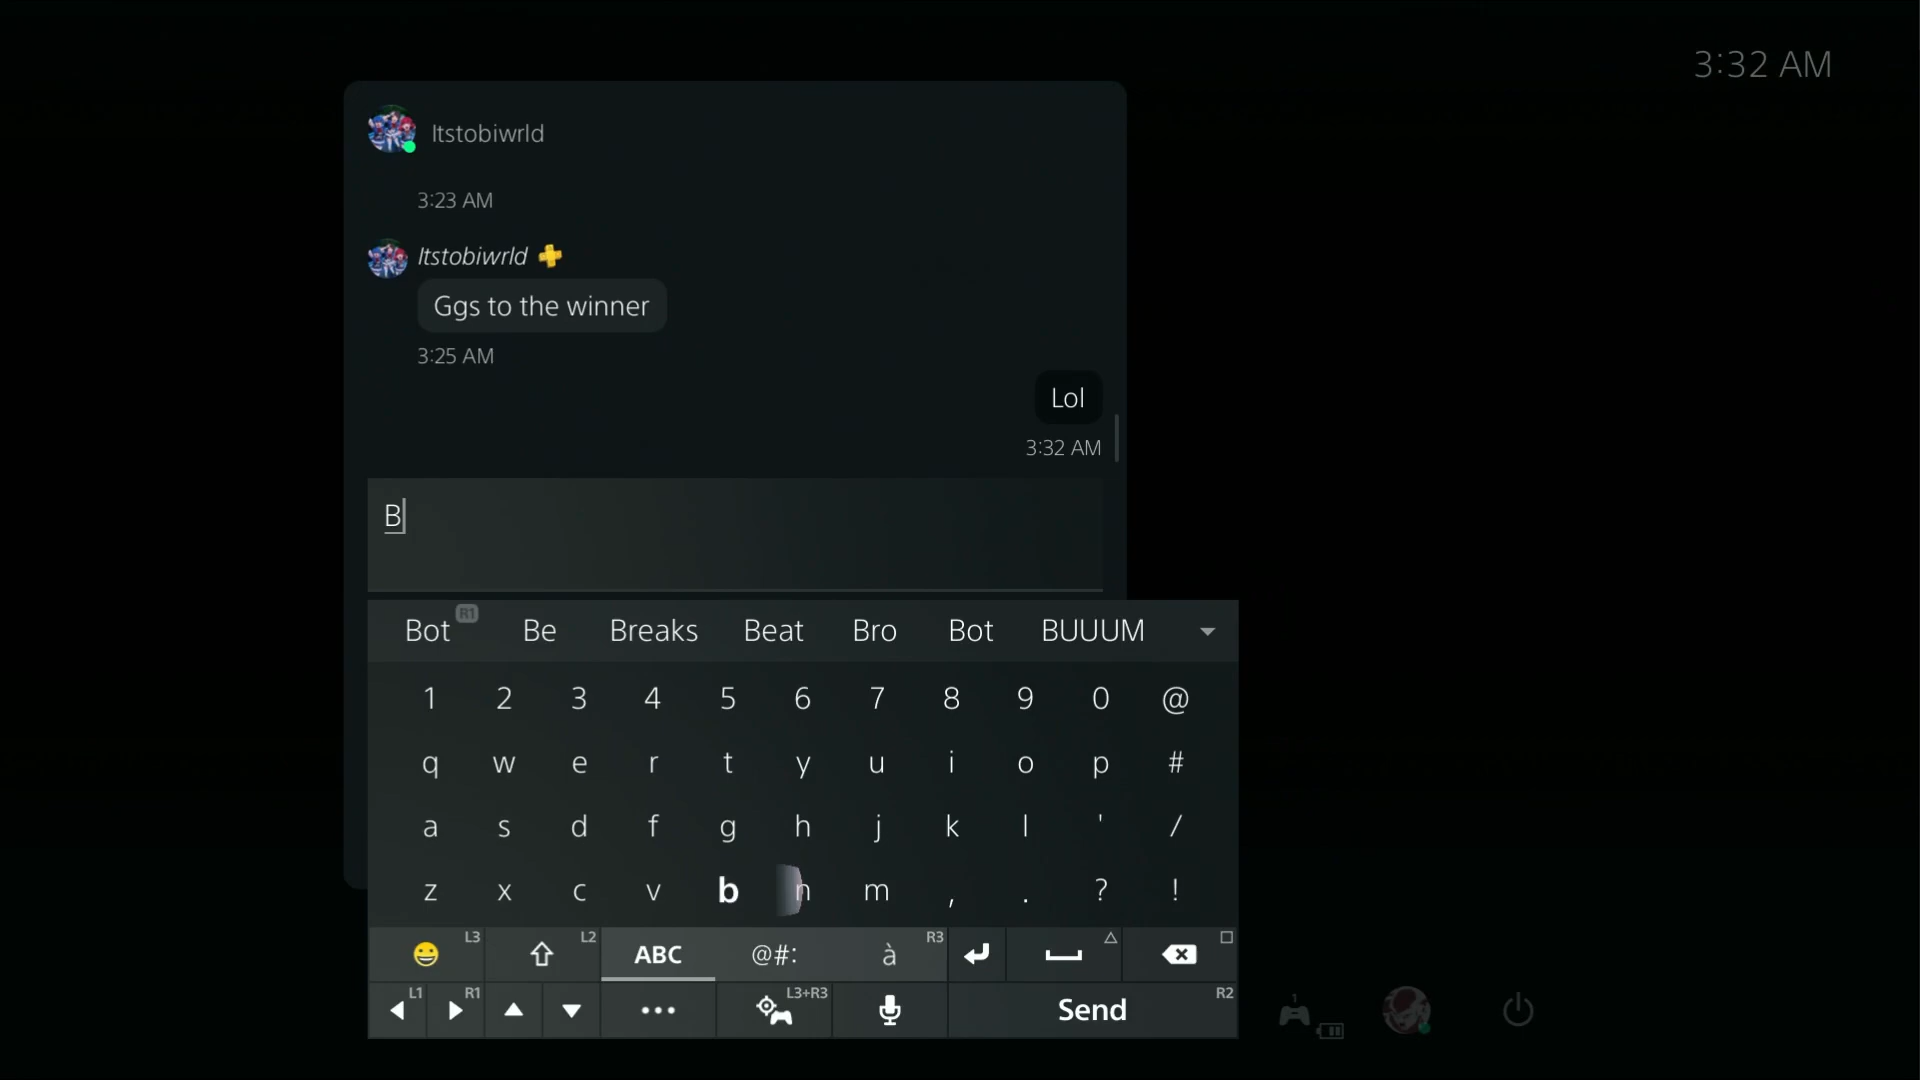 3:32 AM
Itstobiwrld
3:23 AM
Itstobiwrld
Ggs to the winner
3:25 AM
Lol
3:32 AM
B
Bot R1 Be Breaks Beat Bro Bot BUUUM
1 2 3 4 5 6 7 8 9 0 @
q w e r t y u i o p #
a s d f g h j k l ' /
z x c v b n m , . ? !
L3 L2 ABC @#: à R3
L1 R1 ... L3+R3 Send R2
1